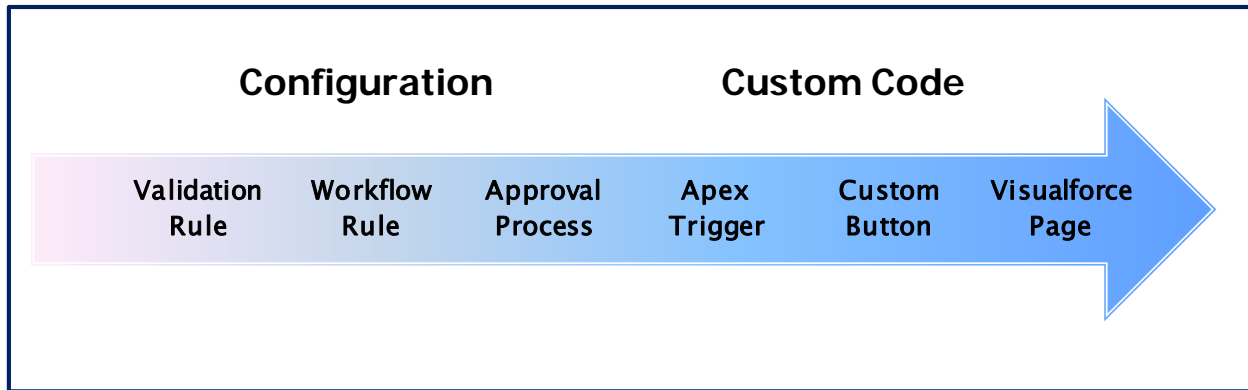 Configuration
Custom Code
Validation Rule
Workflow Rule
Approval Process
Apex Trigger
Custom Button
Visualforce Page